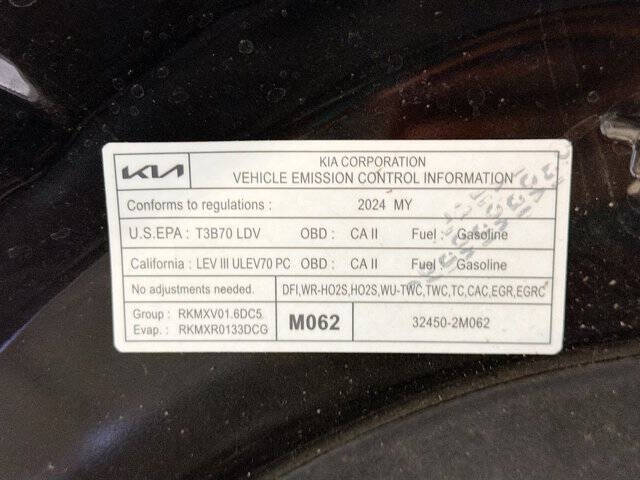 KIA
KIA CORPORATION
VEHICLE EMISSION CONTROL INFORMATION
Conforms to regulations : 2024 MY
U.S.EPA : T3B70 LDV OBD : CA II Fuel : Gasoline
California : LEV III ULEV70 PC OBD : CA II Fuel : Gasoline
No adjustments needed. DFI,WR-HO2S,HO2S,WU-TWC,TWC,TC,CAC,EGR,EGRC
Group : RKMXV01.6DC5
Evap. : RKMXR0133DCG
M062
32450-2M062